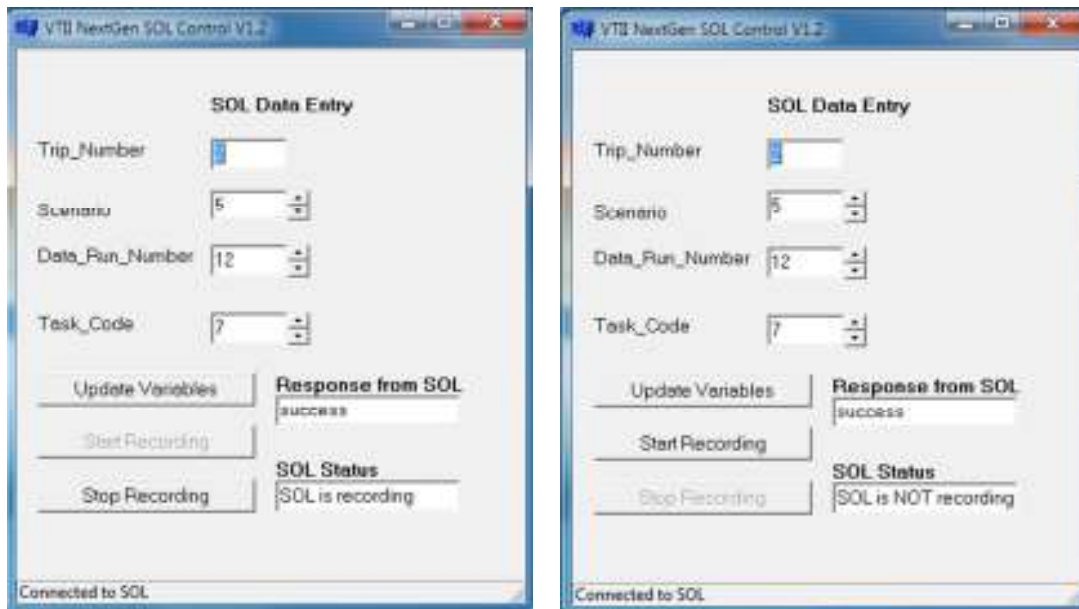 VTTI NextGen SOL Control V1.2
SOL Data Entry
Trip_Number
Scenario
5
Data_Run_Number
12
Task_Code
7
Update Variables
Response from SOL
success
Start Recording
SOL Status
Stop Recording
SOL is recording
Connected to SOL
VTTI NextGen SOL Control V1.2
SOL Data Entry
Trip_Number
Scenario
5
Data_Run_Number
12
Task_Code
7
Update Variables
Response from SOL
success
Start Recording
SOL Status
Stop Recording
SOL is NOT recording
Connected to SOL